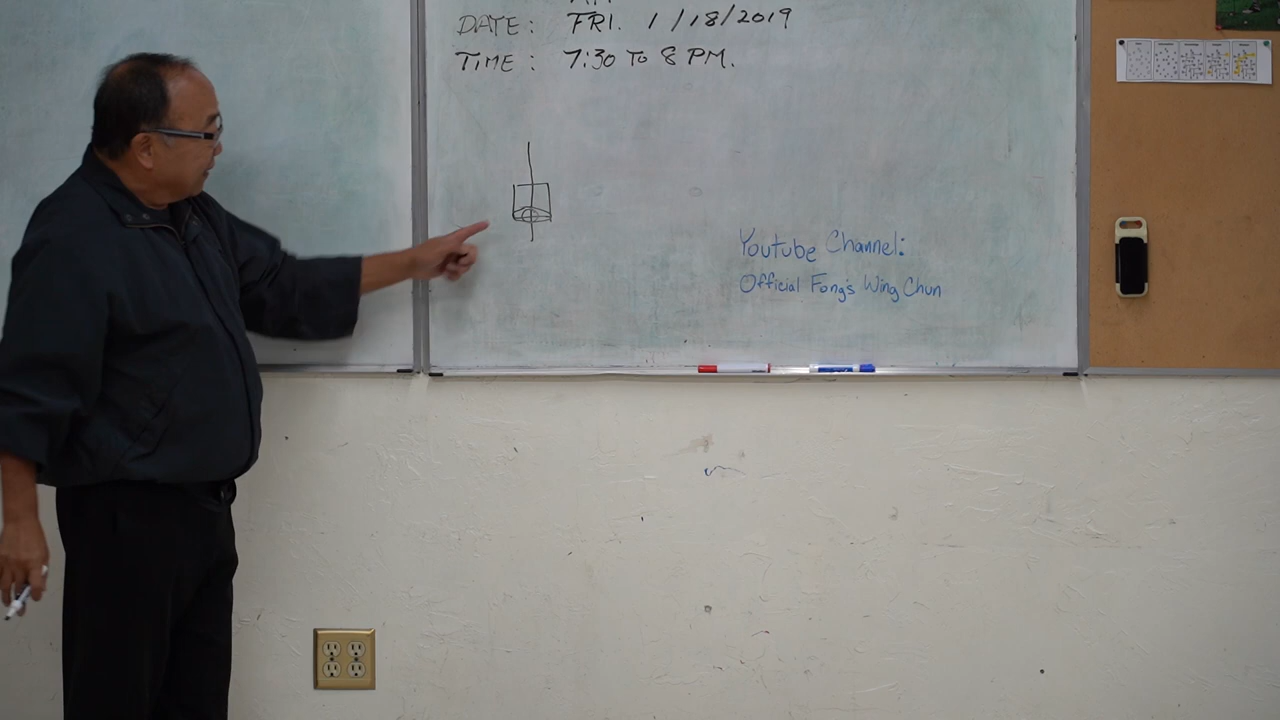 DATE: FRI. 1/18/2019
TIME: 7:30 TO 8 PM.
Youtube Channel:
Official Fong's Wing Chun